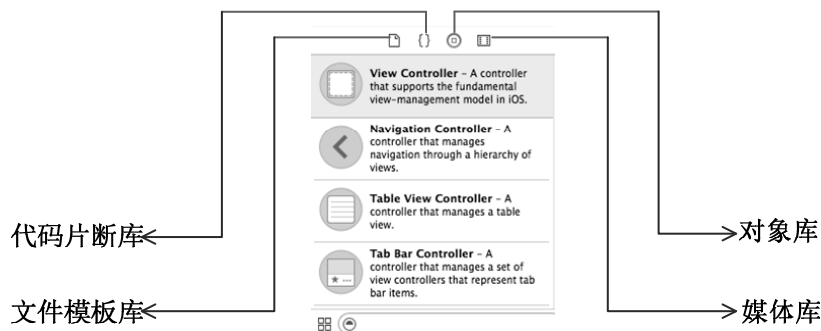 {}
View Controller – A controller
that supports the fundamental
view-management model in iOS.
Navigation Controller – A
controller that manages
navigation through a hierarchy of
views.
Table View Controller – A
controller that manages a table
view.
Tab Bar Controller – A
controller that manages a set of
view controllers that represent tab
bar items.
代码片断库
文件模板库
对象库
媒体库